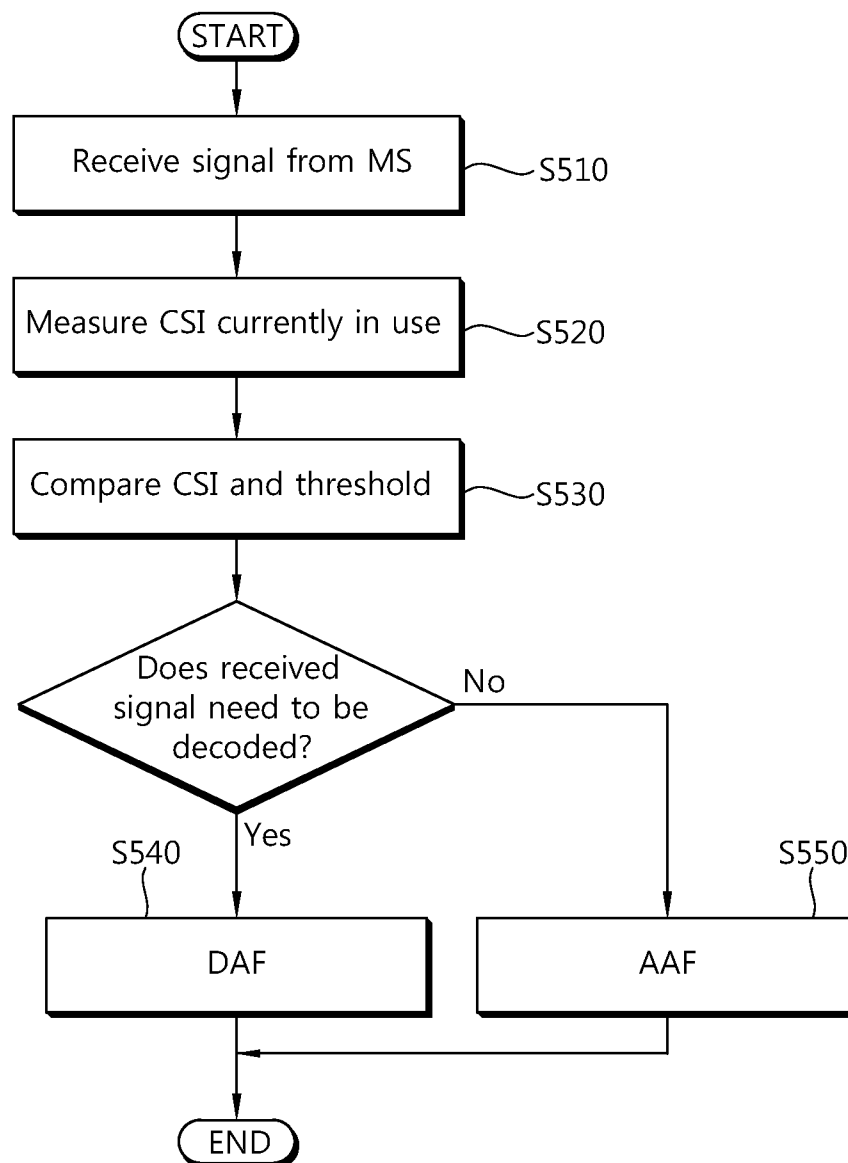 START
Receive signal from MS
S510
Measure CSI currently in use
S520
Compare CSI and threshold
S530
Does received
signal need to be
decoded?
No
Yes
S540
S550
DAF
AAF
END